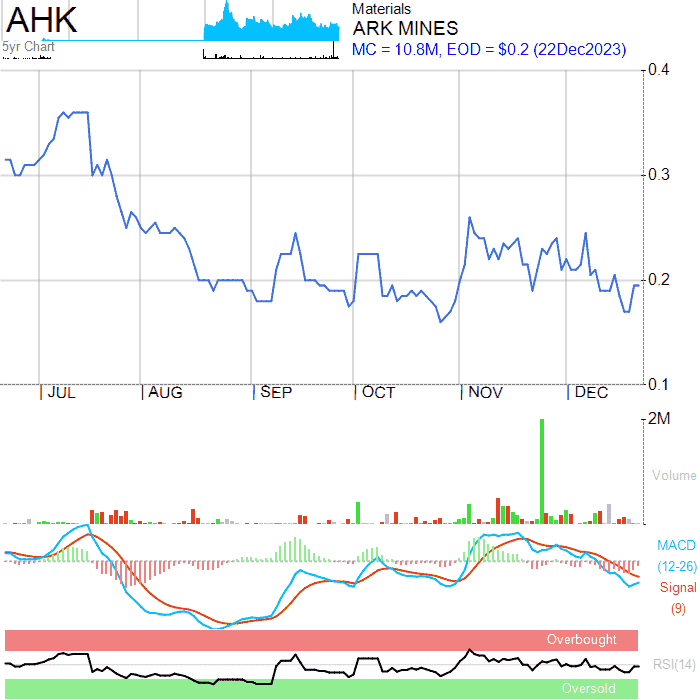 AHK
5yr Chart
Materials
ARK MINES
MC = 10.8M, EOD = $0.2 (22Dec2023)
0.4
0.3
0.2
0.1
JUL AUG SEP OCT NOV DEC
2M
Volume
MACD
(12-26)
Signal
(9)
Overbought
RSI(14)
Oversold